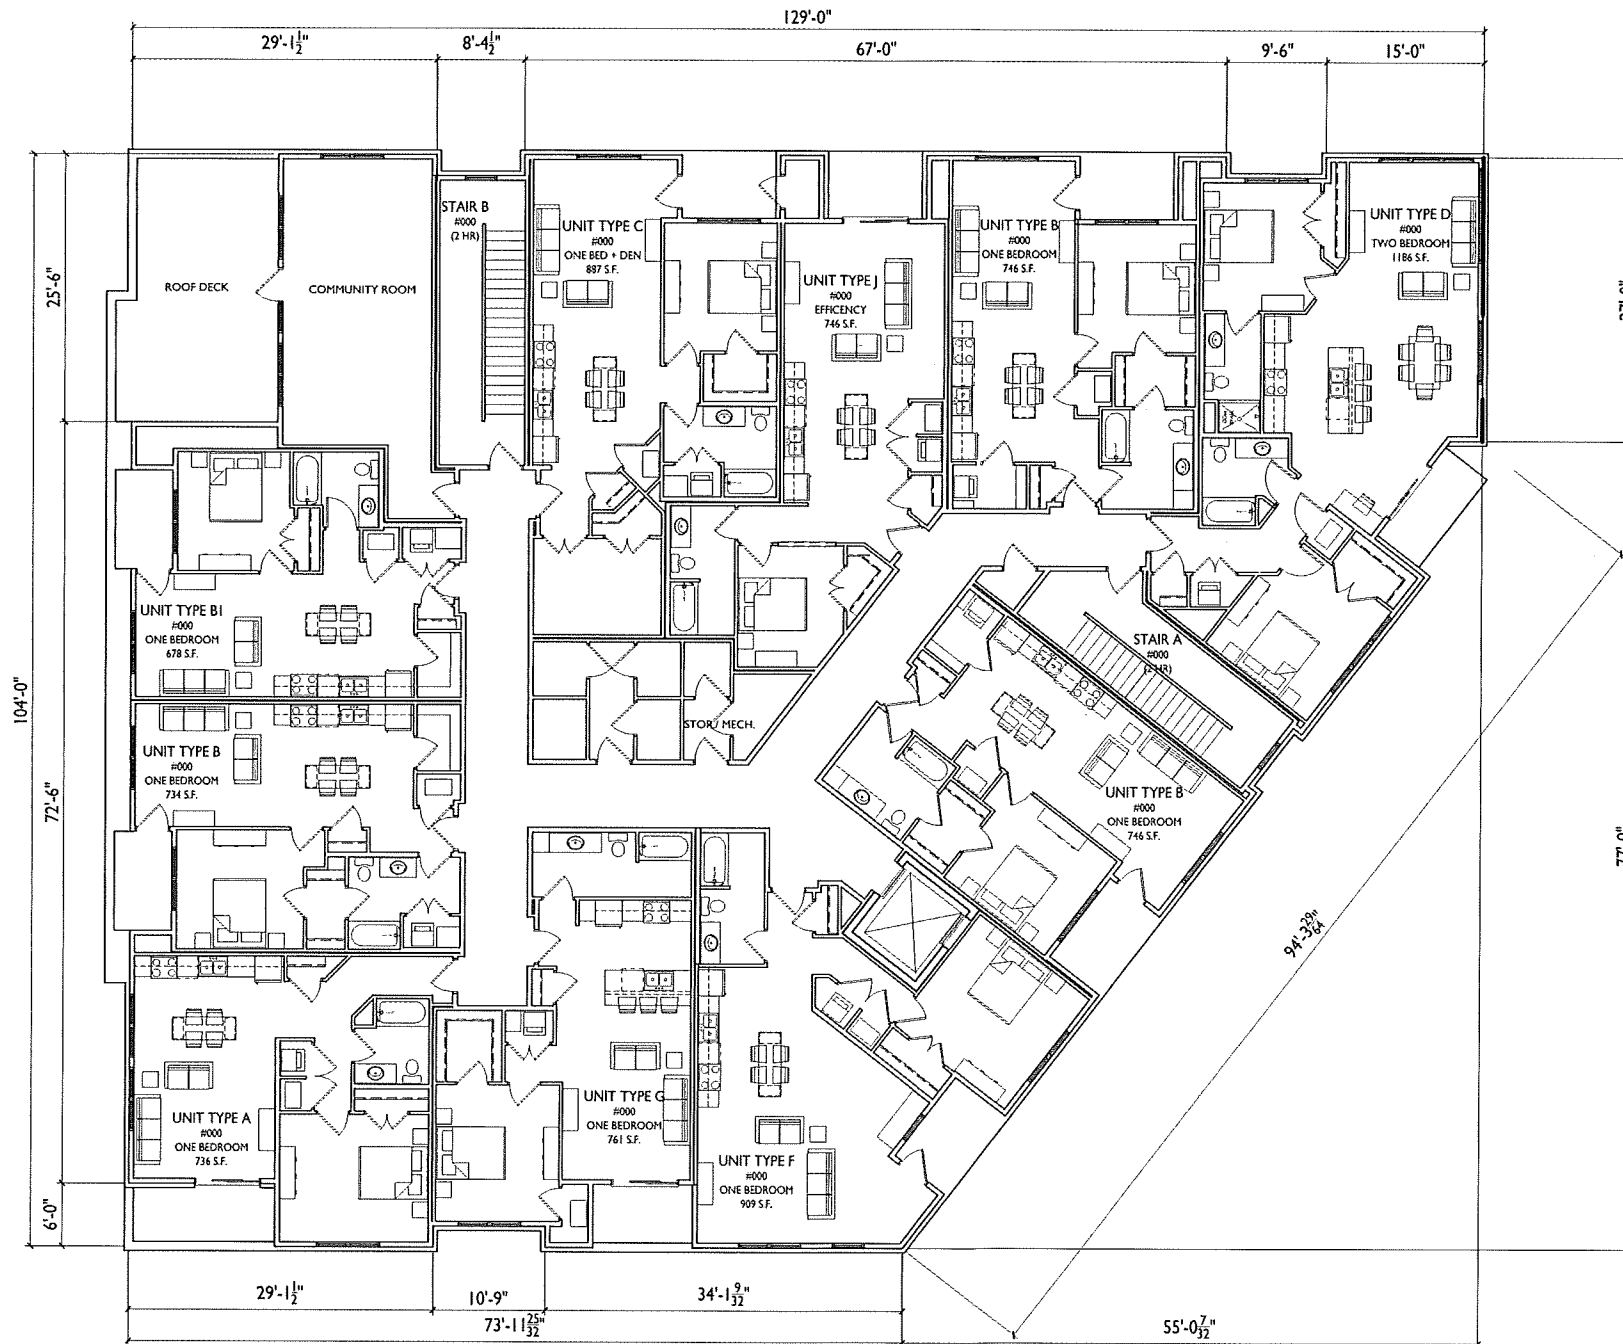 129'-0"
29'-1 1/2"
8'-4 1/2"
67'-0"
9'-6"
15'-0"
ROOF DECK
COMMUNITY ROOM
STAIR B
#000
(2 HR)
UNIT TYPE C
#000
ONE BED + DEN
887 S.F.
UNIT TYPE J
#000
EFFICENCY
746 S.F.
UNIT TYPE B
#000
ONE BEDROOM
746 S.F.
UNIT TYPE D
#000
TWO BEDROOM
1186 S.F.
25'-6"
104'-0"
72'-6"
6'-0"
UNIT TYPE B1
#000
ONE BEDROOM
678 S.F.
STAIR A
#000
(2 HR)
STOR./ MECH.
UNIT TYPE B
#000
ONE BEDROOM
734 S.F.
UNIT TYPE B
#000
ONE BEDROOM
746 S.F.
77'-0"
94'-3 29/64"
UNIT TYPE A
#000
ONE BEDROOM
736 S.F.
UNIT TYPE G
#000
ONE BEDROOM
761 S.F.
UNIT TYPE F
#000
ONE BEDROOM
909 S.F.
29'-1 1/2"
10'-9"
34'-1 9/32"
73'-11 25/32"
55'-0 7/32"